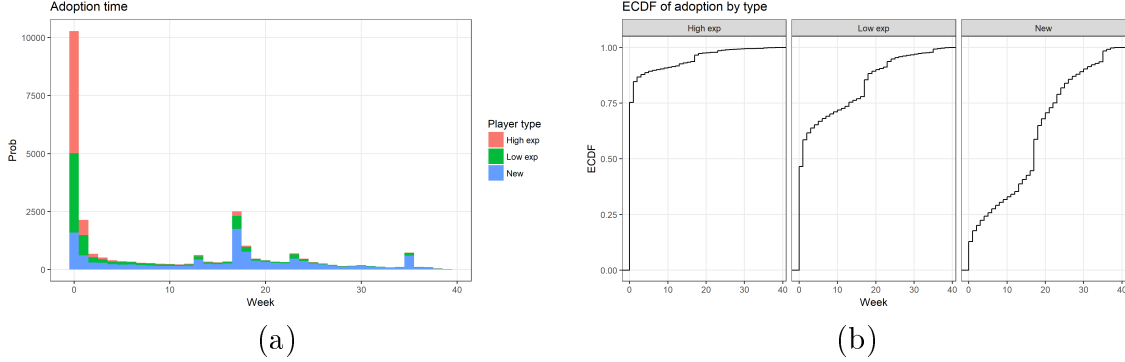 Adoption time
Prob
10000
7500
5000
2500
0
0 10 20 30 40
Week
Player type
High exp
Low exp
New
(a)
ECDF of adoption by type
High exp Low exp New
ECDF
1.00
0.75
0.50
0.25
0.00
0 10 20 30 40 0 10 20 30 40 0 10 20 30 40
Week
(b)